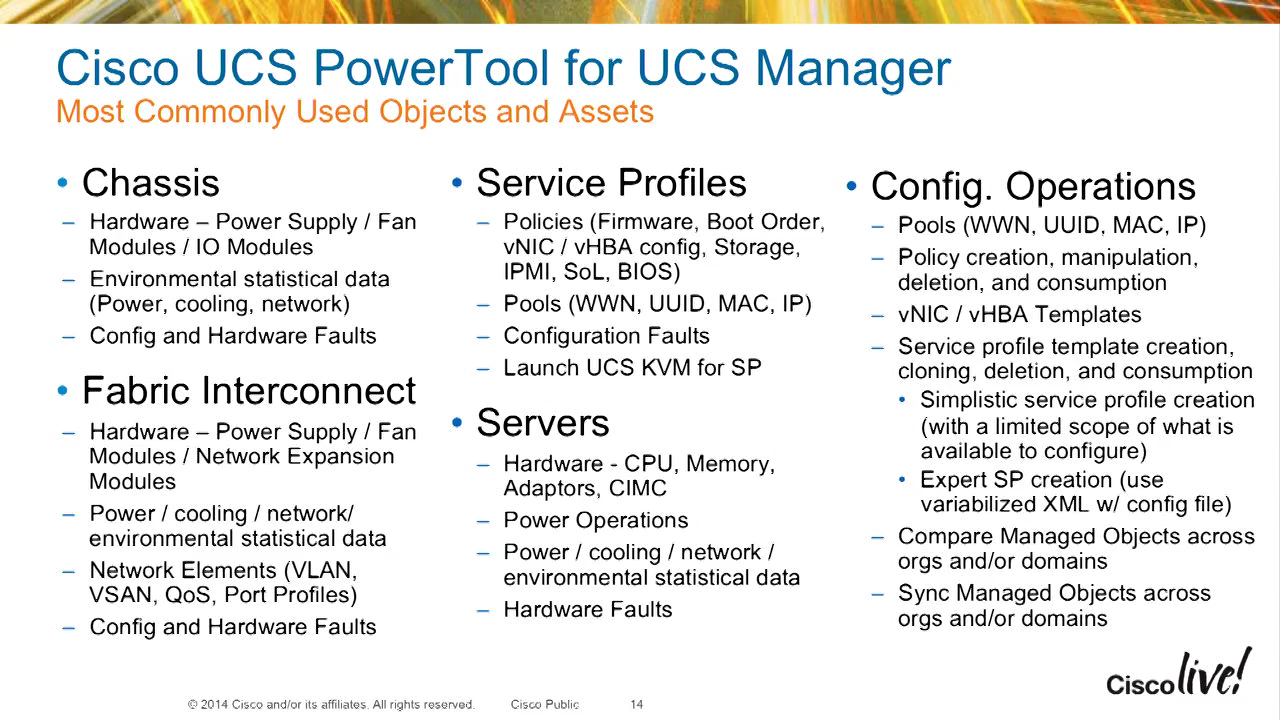 Cisco UCS PowerTool for UCS Manager
Most Commonly Used Objects and Assets
• Chassis
– Hardware – Power Supply / Fan
Modules / IO Modules
– Environmental statistical data
(Power, cooling, network)
– Config and Hardware Faults
• Fabric Interconnect
– Hardware – Power Supply / Fan
Modules / Network Expansion
Modules
– Power / cooling / network/
environmental statistical data
– Network Elements (VLAN,
VSAN, QoS, Port Profiles)
– Config and Hardware Faults
• Service Profiles
– Policies (Firmware, Boot Order,
vNIC / vHBA config, Storage,
IPMI, SoL, BIOS)
– Pools (WWN, UUID, MAC, IP)
– Configuration Faults
– Launch UCS KVM for SP
• Servers
– Hardware - CPU, Memory,
Adaptors, CIMC
– Power Operations
– Power / cooling / network /
environmental statistical data
– Hardware Faults
• Config. Operations
– Pools (WWN, UUID, MAC, IP)
– Policy creation, manipulation,
deletion, and consumption
– vNIC / vHBA Templates
– Service profile template creation,
cloning, deletion, and consumption
• Simplistic service profile creation
(with a limited scope of what is
available to configure)
• Expert SP creation (use
variabilized XML w/ config file)
– Compare Managed Objects across
orgs and/or domains
– Sync Managed Objects across
orgs and/or domains
Cisco live!
© 2014 Cisco and/or its affiliates. All rights reserved. Cisco Public 14